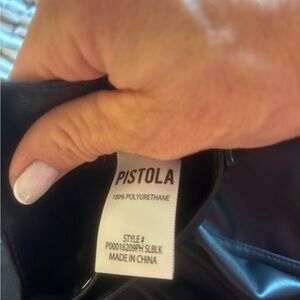 PISTOLA
100% POLYURETHANE
STYLE #
P00016209PH SLBLK
MADE IN CHINA